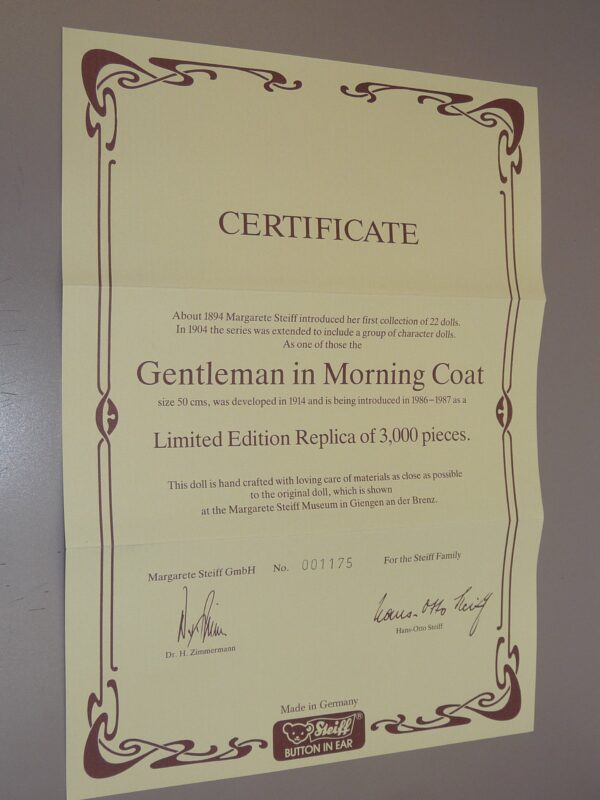 CERTIFICATE
About 1894 Margarete Steiff introduced her first collection of 22 dolls.
In 1904 the series was extended to include a group of character dolls.
As one of those the
Gentleman in Morning Coat
size 50 cms, was developed in 1914 and is being introduced in 1986–1987 as a
Limited Edition Replica of 3,000 pieces.
This doll is hand crafted with loving care of materials as close as possible
to the original doll, which is shown
at the Margarete Steiff Museum in Giengen an der Brenz.
Margarete Steiff GmbH No. 001175 For the Steiff Family
Hans-Otto Steiff
Dr. H. Zimmermann
Hans-Otto Steiff
Made in Germany
Steiff®
BUTTON IN EAR